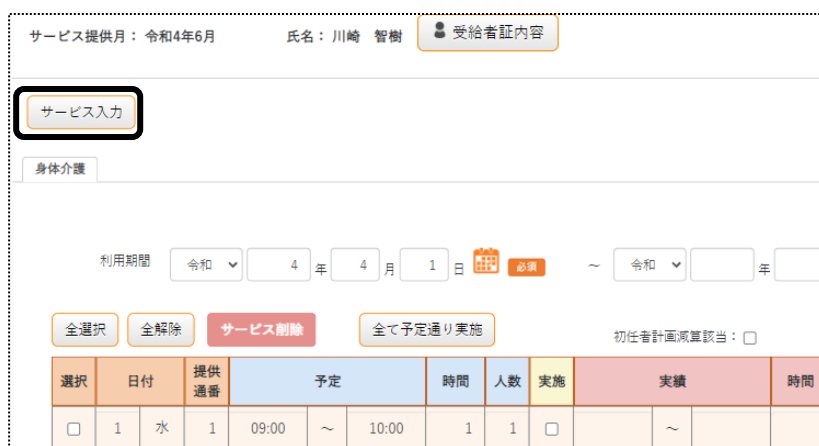 サービス提供月： 令和4年6月 氏名： 川崎 智樹 受給者証内容
サービス入力
身体介護
利用期間 令和 4 年 4 月 1 日 必須 ～ 令和 年
全選択 全解除 サービス削除 全て予定通り実施 初任者計画減算該当：
選択 日付 提供通番 予定 時間 人数 実施 実績 時間
1 水 1 09:00 ～ 10:00 1 1 ～